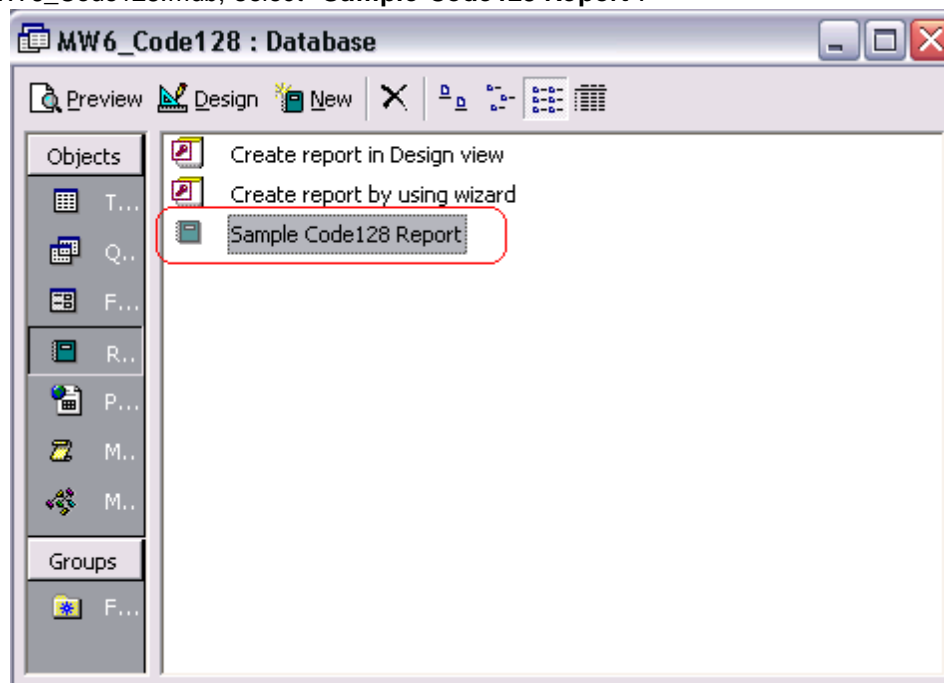 MW6_Code128 : Database
Preview Design New
Objects
Create report in Design view
T...
Create report by using wizard
Sample Code128 Report
Q..
F...
R..
P...
M..
M..
Groups
F...